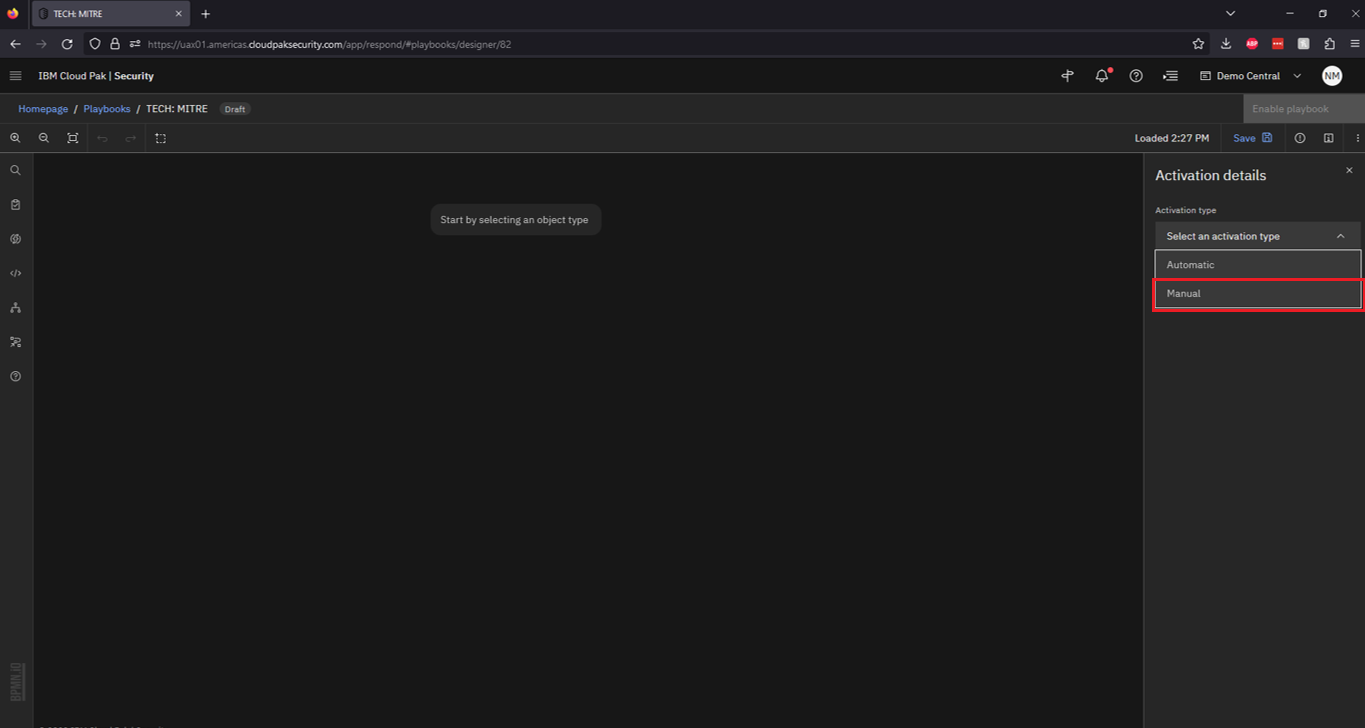 TECH: MITRE
https://uax01.americas.cloudpaksecurity.com/app/respond/#playbooks/designer/82
ABP
IBM Cloud Pak | Security
Demo Central
NM
Homepage / Playbooks / TECH: MITRE Draft
Enable playbook
Loaded 2:27 PM
Save
Activation details
Activation type
Start by selecting an object type
Select an activation type
Automatic
Manual
BPMN.iO